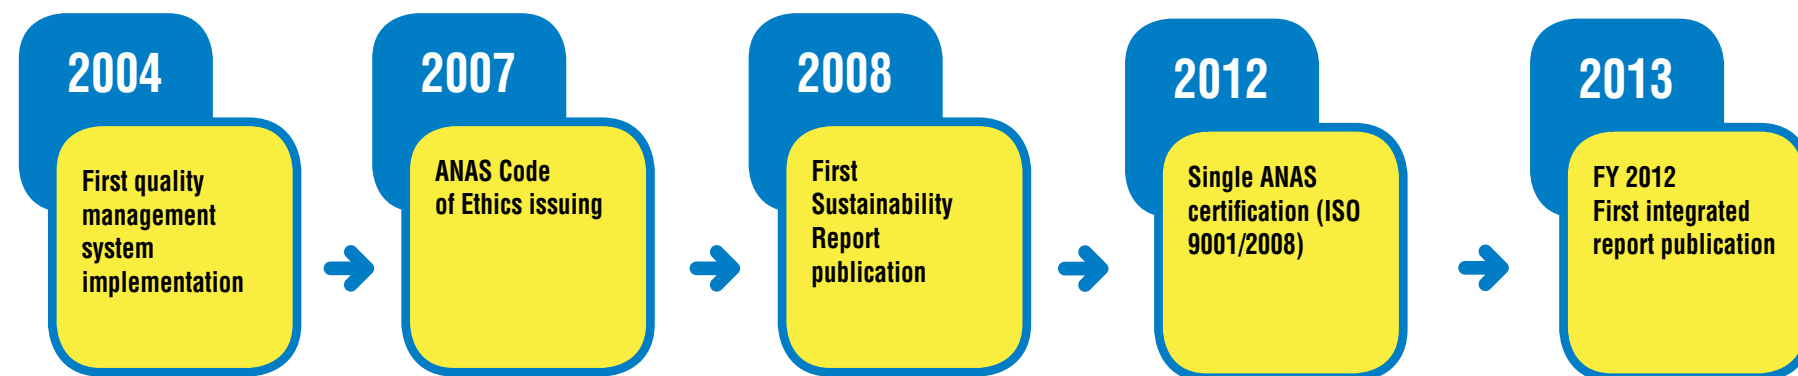 2004
First quality
management
system
implementation
2007
ANAS Code
of Ethics issuing
2008
First
Sustainability
Report
publication
2012
Single ANAS
certification (ISO
9001/2008)
2013
FY 2012
First integrated
report publication